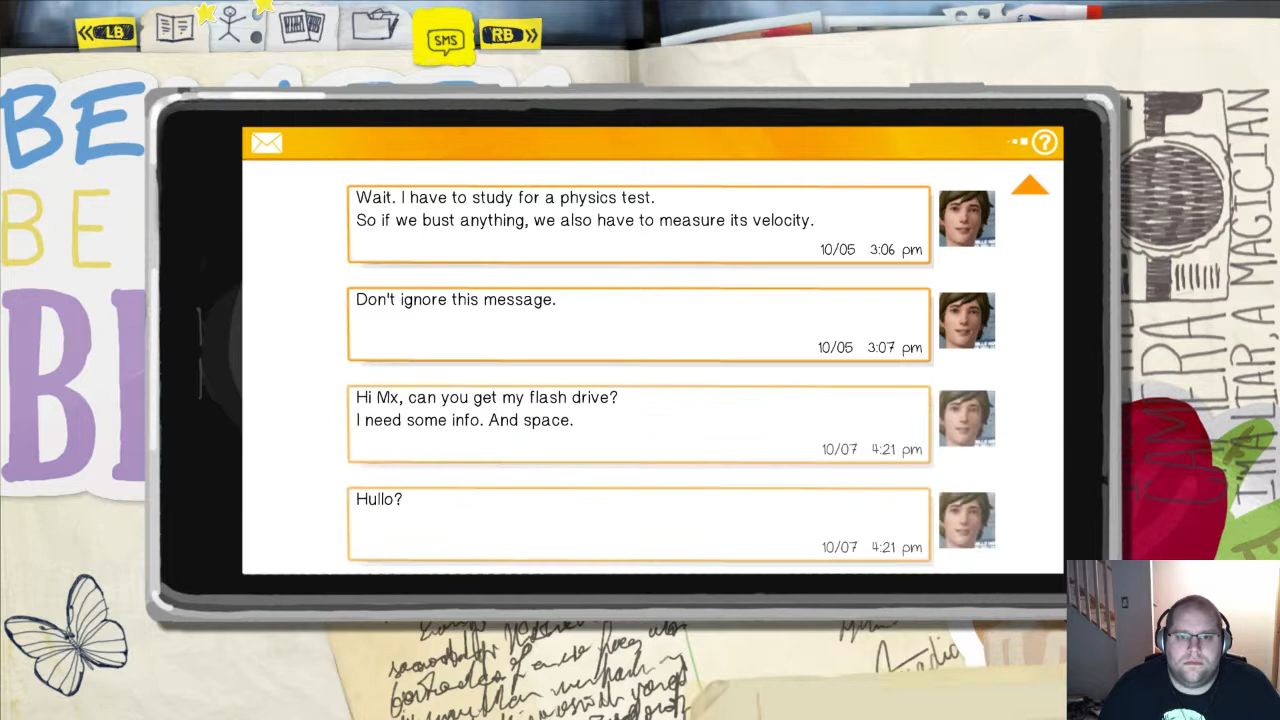 LB
SMS
RB
BE
BE
Wait. I have to study for a physics test.
So if we bust anything, we also have to measure its velocity.
10/05 3:06 pm
Don't ignore this message.
10/05 3:07 pm
Hi Mx, can you get my flash drive?
I need some info. And space.
10/07 4:21 pm
Hullo?
10/07 4:21 pm
CAMERA
LIAR, A MAGICIAN